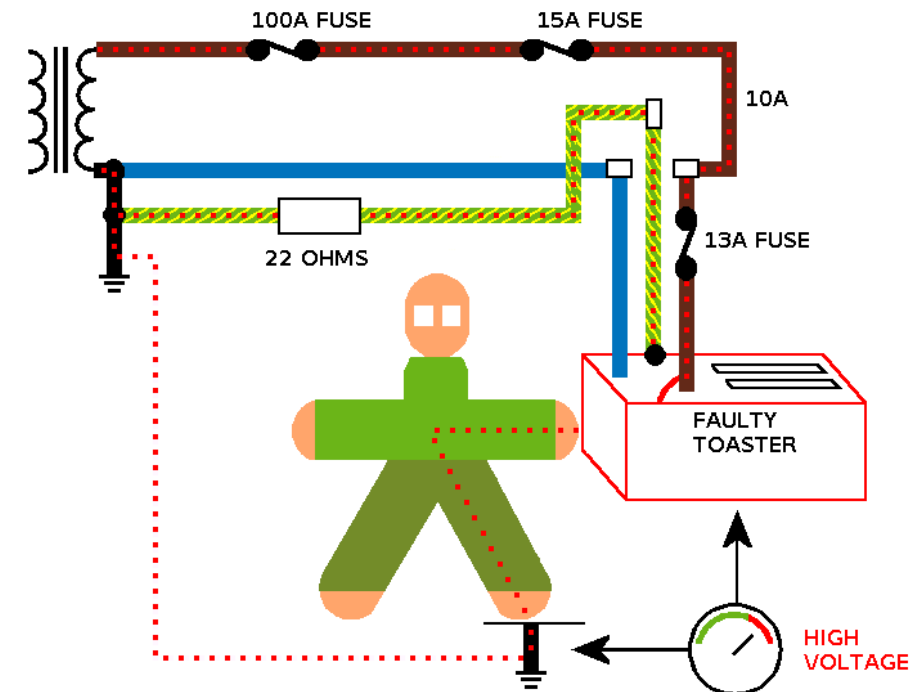 100A FUSE
15A FUSE
10A
13A FUSE
22 OHMS
FAULTY
TOASTER
HIGH
VOLTAGE